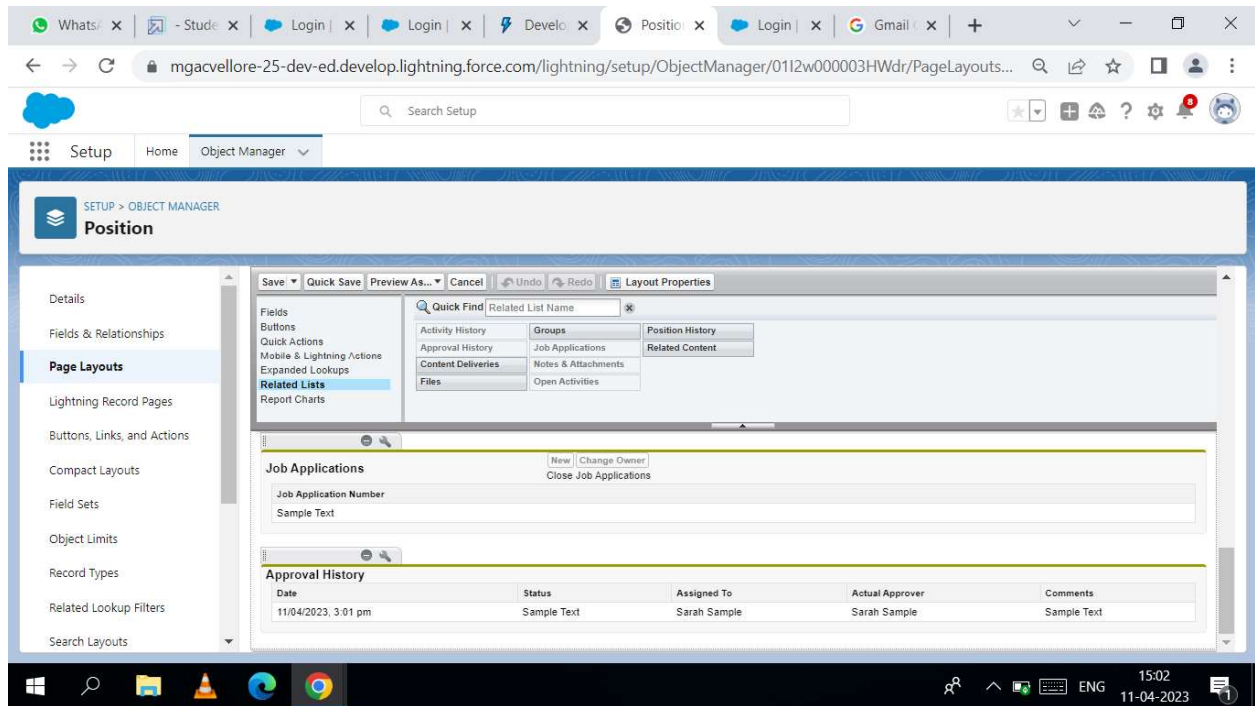 Whats/ - Stude Login | Login | Develo Position Login | Gmail (
mgacvellore-25-dev-ed.develop.lightning.force.com/lightning/setup/ObjectManager/01I2w000003HWdr/PageLayouts...
Search Setup
8
Setup Home Object Manager
SETUP > OBJECT MANAGER
Position
Details
Fields & Relationships
Page Layouts
Lightning Record Pages
Buttons, Links, and Actions
Compact Layouts
Field Sets
Object Limits
Record Types
Related Lookup Filters
Search Layouts
Save Quick Save Preview As... Cancel Undo Redo Layout Properties
Fields
Buttons
Quick Actions
Mobile & Lightning Actions
Expanded Lookups
Related Lists
Report Charts
Quick Find Related List Name
Activity History Groups Position History
Approval History Job Applications Related Content
Content Deliveries Notes & Attachments
Files Open Activities
Job Applications New Change Owner
Close Job Applications
Job Application Number
Sample Text
Approval History
Date Status Assigned To Actual Approver Comments
11/04/2023, 3:01 pm Sample Text Sarah Sample Sarah Sample Sample Text
ENG 15:02
11-04-2023
1